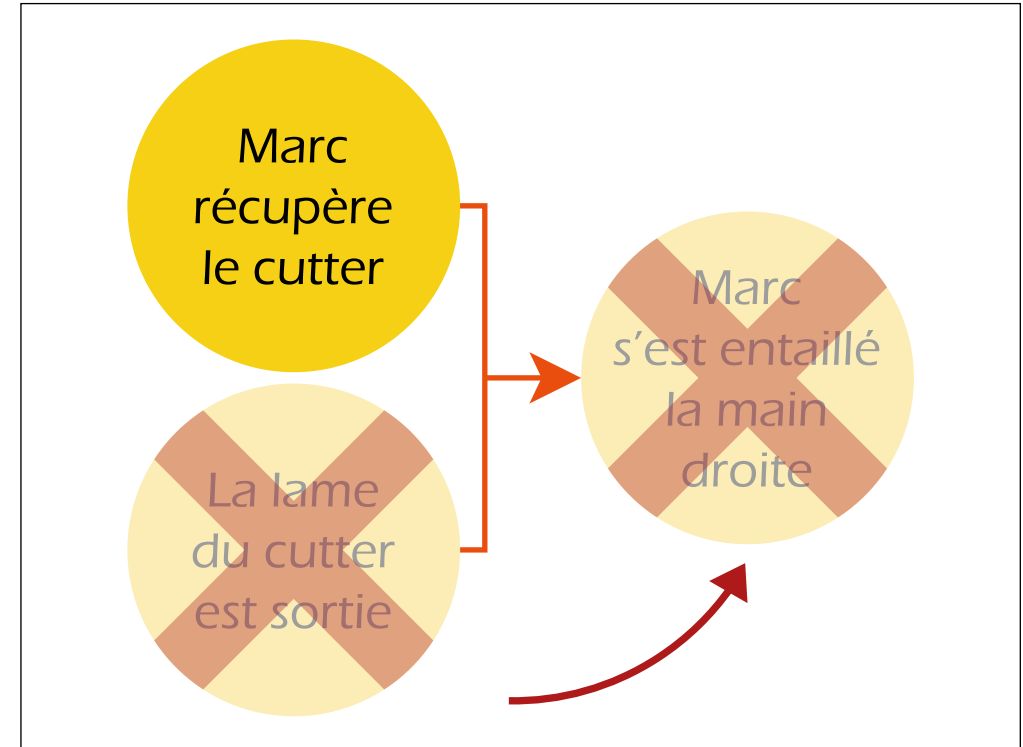 Marc
récupère
le cutter
Marc
s'est entaillé
la main
droite
La lame
du cutter
est sortie